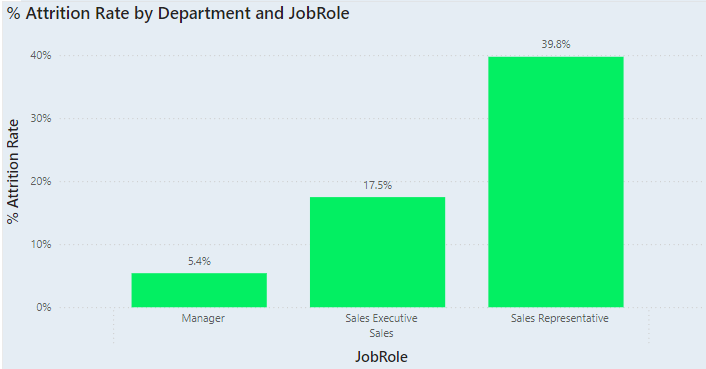 % Attrition Rate by Department and JobRole
% Attrition Rate
40%
30%
20%
10%
0%
5.4%
17.5%
39.8%
Manager
Sales Executive
Sales Representative
Sales
JobRole